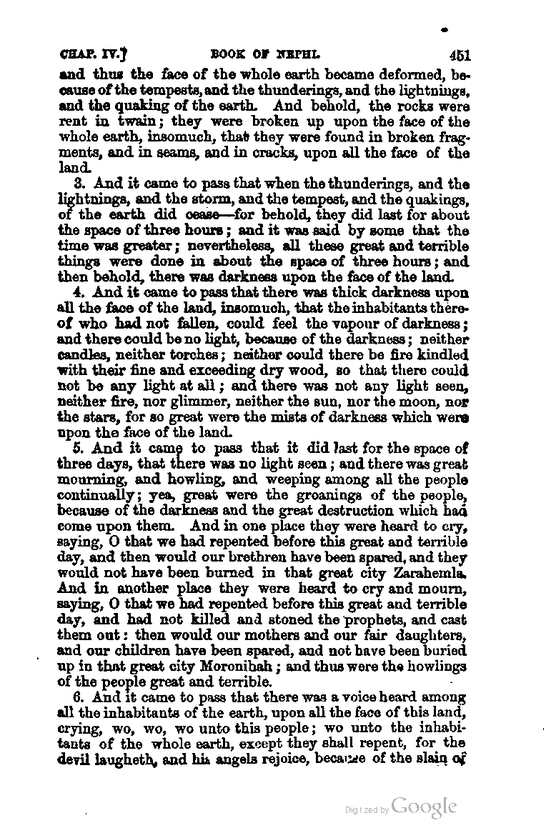 CHAP. IV.] BOOK OF NEPHI. 451
and thus the face of the whole earth became deformed, be-
cause of the tempests, and the thunderings, and the lightnings,
and the quaking of the earth. And behold, the rocks were
rent in twain; they were broken up upon the face of the
whole earth, insomuch, that they were found in broken frag-
ments, and in seams, and in cracks, upon all the face of the
land.
3. And it came to pass that when the thunderings, and the
lightnings, and the storm, and the tempest, and the quakings,
of the earth did cease—for behold, they did last for about
the space of three hours; and it was said by some that the
time was greater; nevertheless, all these great and terrible
things were done in about the space of three hours; and
then behold, there was darkness upon the face of the land.
4. And it came to pass that there was thick darkness upon
all the face of the land, insomuch, that the inhabitants there-
of who had not fallen, could feel the vapour of darkness;
and there could be no light, because of the darkness; neither
candles, neither torches; neither could there be fire kindled
with their fine and exceeding dry wood, so that there could
not be any light at all; and there was not any light seen,
neither fire, nor glimmer, neither the sun, nor the moon, nor
the stars, for so great were the mists of darkness which were
upon the face of the land.
5. And it came to pass that it did last for the space of
three days, that there was no light seen; and there was great
mourning, and howling, and weeping among all the people
continually; yea, great were the groanings of the people,
because of the darkness and the great destruction which had
come upon them. And in one place they were heard to cry,
saying, O that we had repented before this great and terrible
day, and then would our brethren have been spared, and they
would not have been burned in that great city Zarahemla.
And in another place they were heard to cry and mourn,
saying, O that we had repented before this great and terrible
day, and had not killed and stoned the prophets, and cast
them out: then would our mothers and our fair daughters,
and our children have been spared, and not have been buried
up in that great city Moronihah; and thus were the howlings
of the people great and terrible.
6. And it came to pass that there was a voice heard among
all the inhabitants of the earth, upon all the face of this land,
crying, wo, wo, wo unto this people; wo unto the inhabi-
tants of the whole earth, except they shall repent, for the
devil laugheth, and his angels rejoice, because of the slain of
Digitized by Google